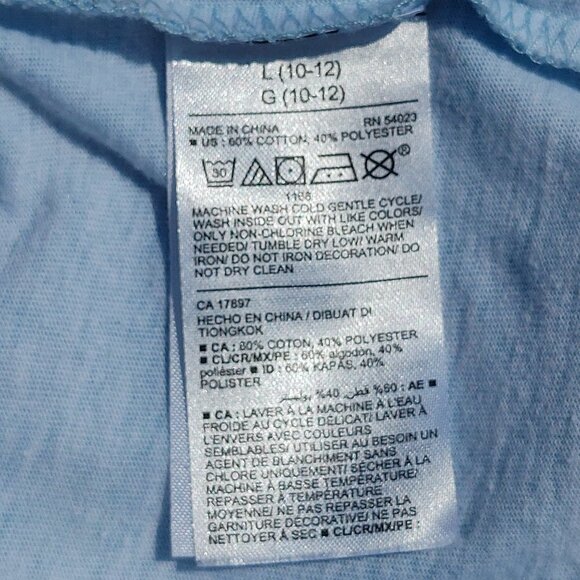 L (10-12)
G (10-12)
RN 54023
MADE IN CHINA
■ US : 60% COTTON, 40% POLYESTER
30
1168
MACHINE WASH COLD GENTLE CYCLE/
WASH INSIDE OUT WITH LIKE COLORS/
ONLY NON-CHLORINE BLEACH WHEN
NEEDED/ TUMBLE DRY LOW/ WARM
IRON/ DO NOT IRON DECORATION/ DO
NOT DRY CLEAN
CA 17897
HECHO EN CHINA / DIBUAT DI
TIONGKOK
■ CA : 60% COTON, 40% POLYESTER
■ CL/CR/MX/PE : 60% algodón, 40%
poliéster ■ ID : 60% KAPAS, 40%
POLISTER
■ AE : 60% قطن, 40% بوليستر
■ CA : LAVER À LA MACHINE À L'EAU
FROIDE AU CYCLE DÉLICAT/ LAVER À
L'ENVERS AVEC COULEURS
SEMBLABLES/ UTILISER AU BESOIN UN
AGENT DE BLANCHIMENT SANS
CHLORE UNIQUEMENT/ SÉCHER À LA
MACHINE À BASSE TEMPÉRATURE/
REPASSER À TEMPÉRATURE
MOYENNE/ NE PAS REPASSER LA
GARNITURE DÉCORATIVE/ NE PAS
NETTOYER À SEC ■ CL/CR/MX/PE :